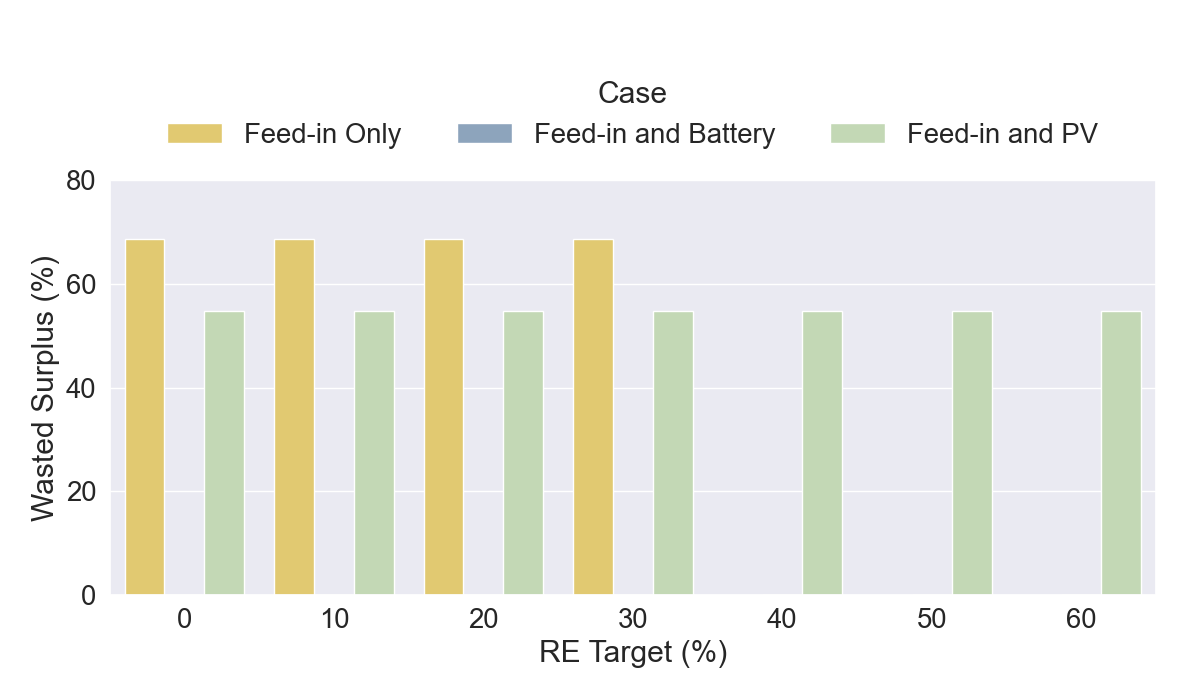 Case
Feed-in Only
Feed-in and Battery
Feed-in and PV
Wasted Surplus (%)
80
60
40
20
0
0 10 20 30 40 50 60
RE Target (%)